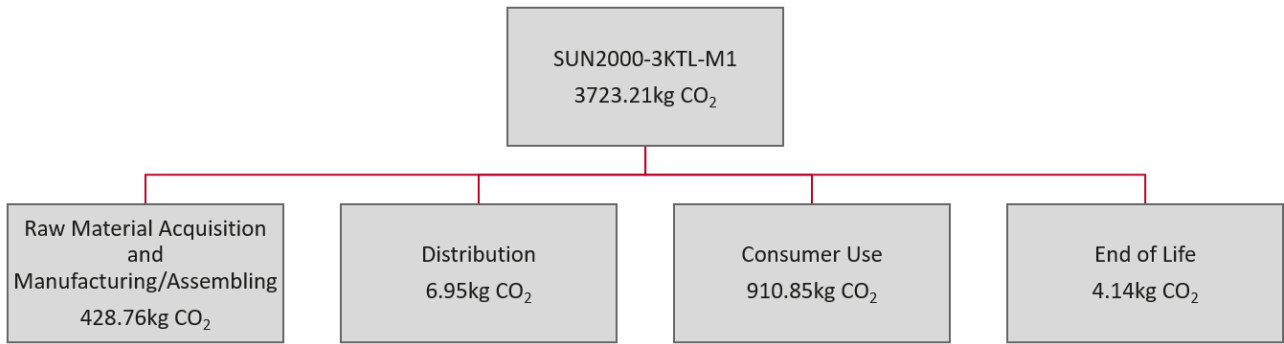 SUN2000-3KTL-M1
3723.21kg CO₂
Raw Material Acquisition
and
Manufacturing/Assembling
428.76kg CO₂
Distribution
6.95kg CO₂
Consumer Use
910.85kg CO₂
End of Life
4.14kg CO₂